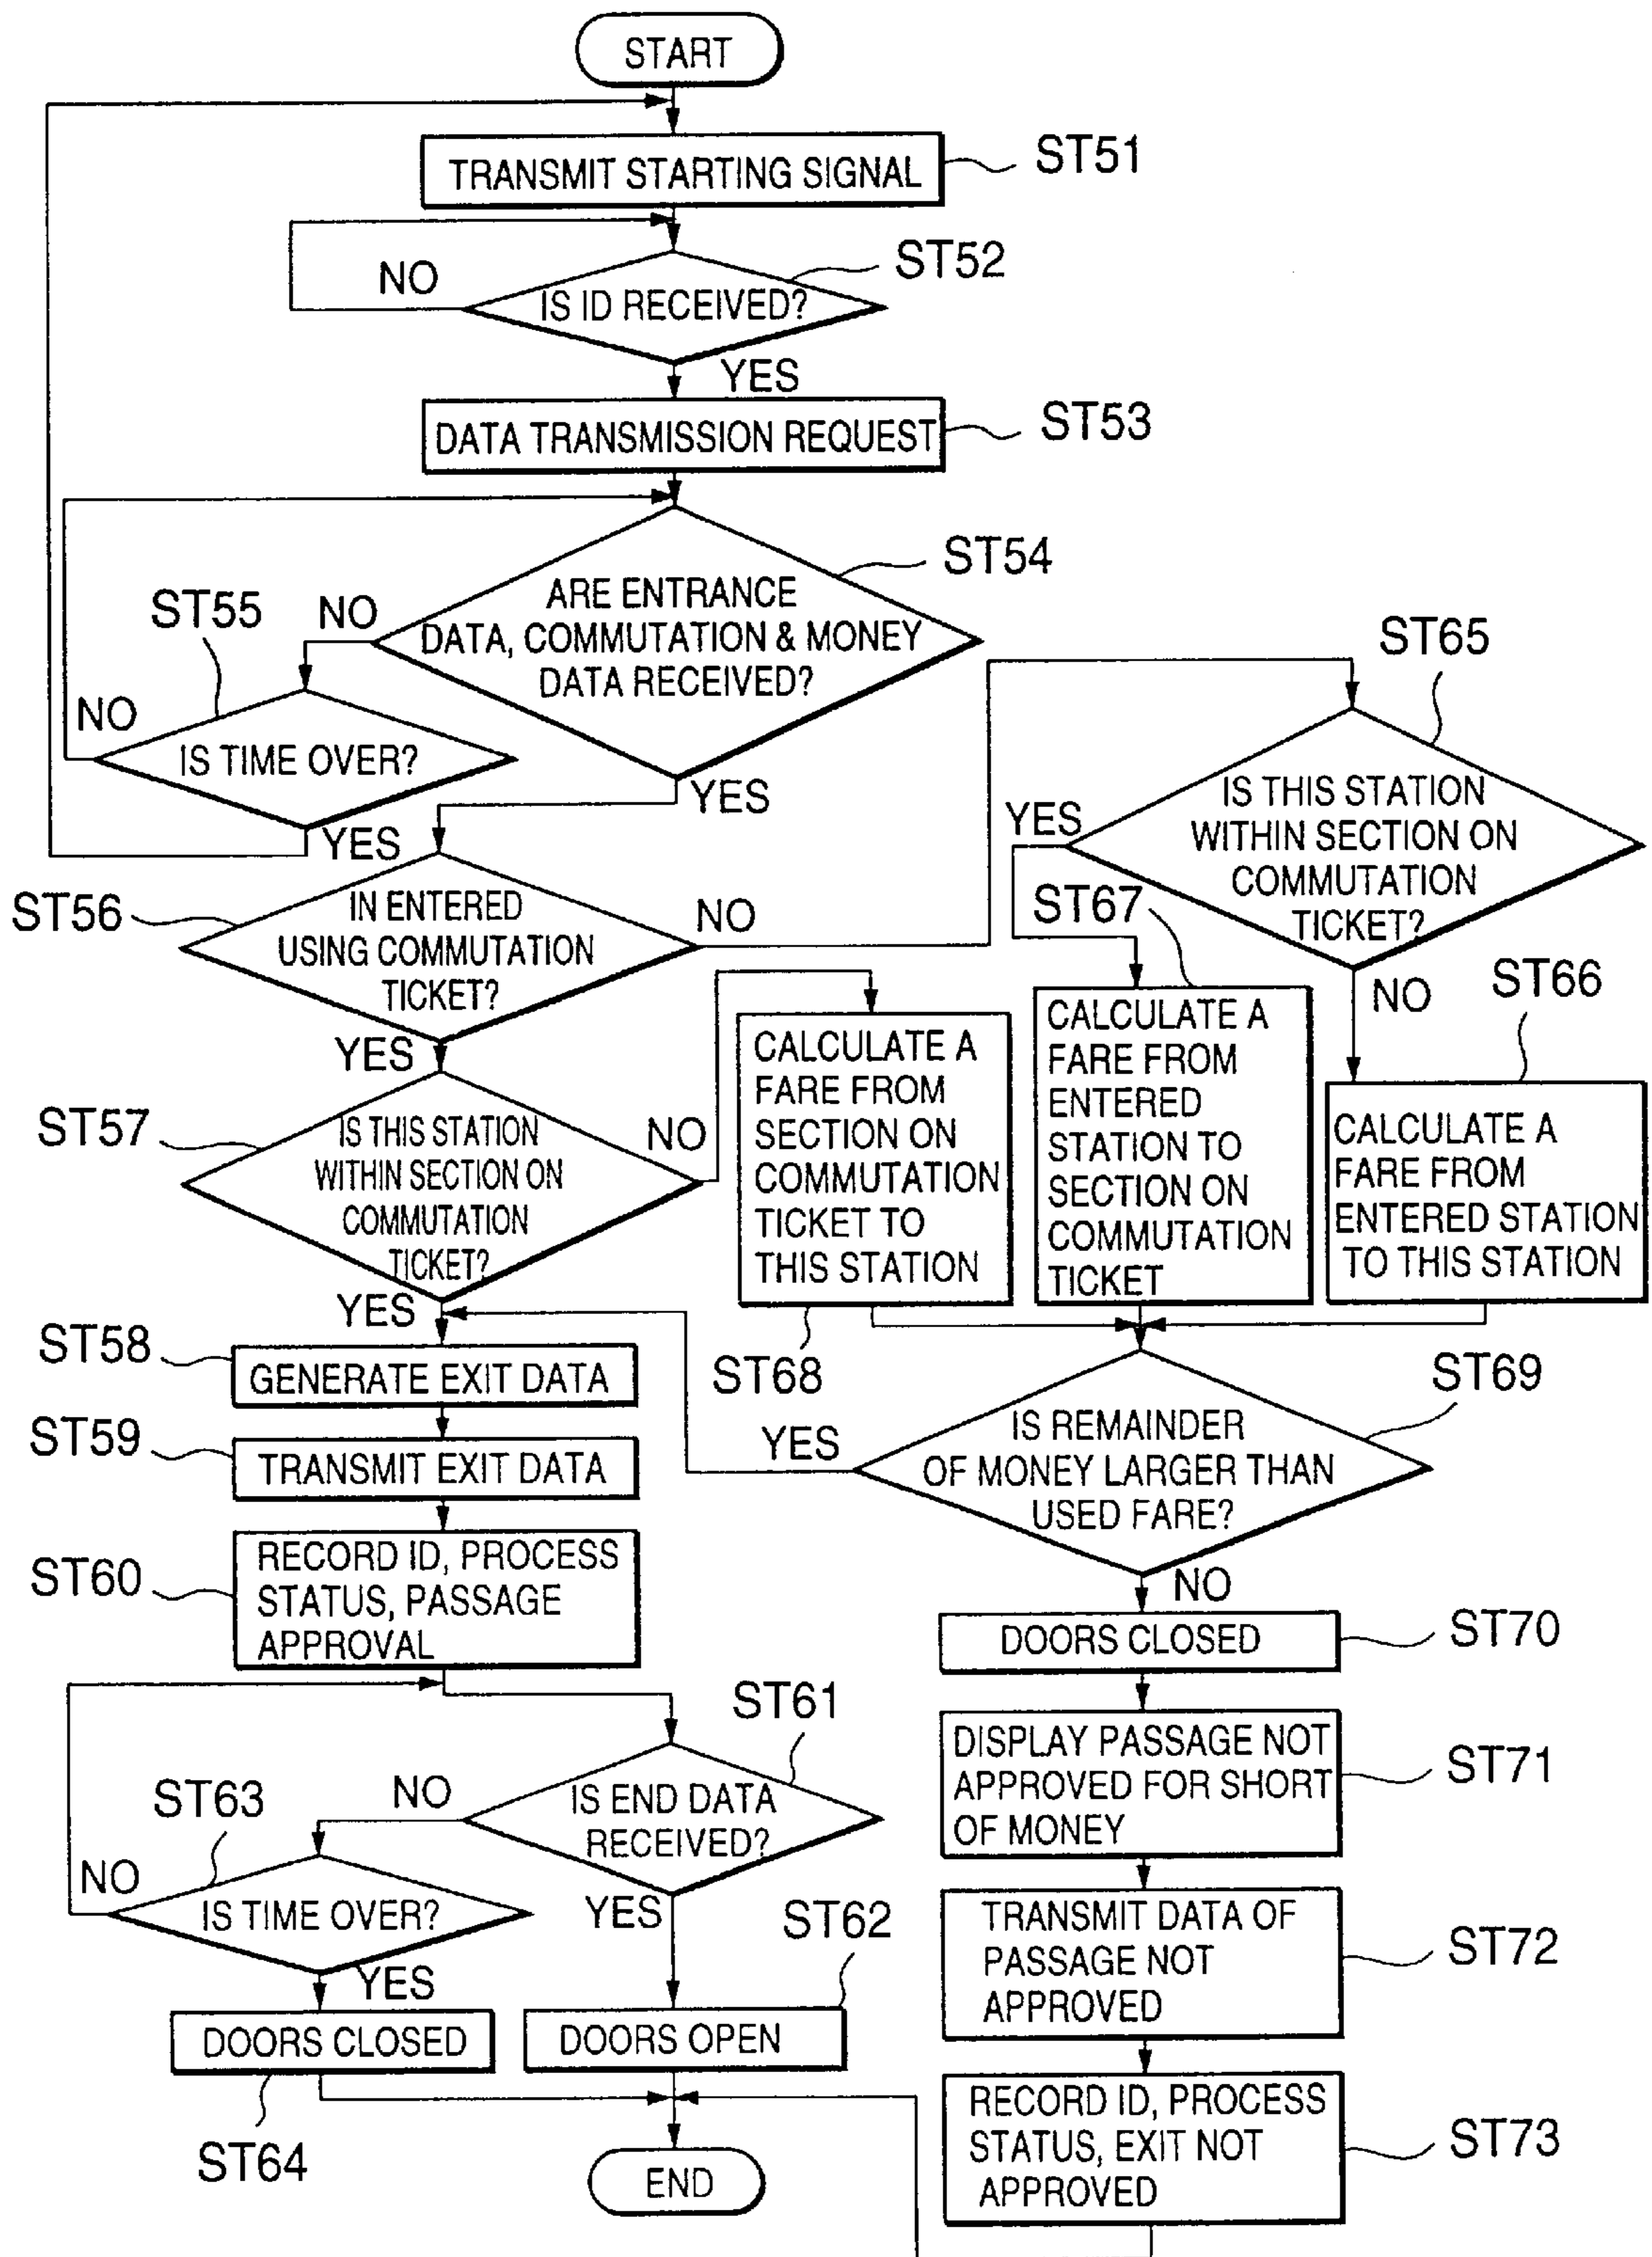 START
TRANSMIT STARTING SIGNAL
ST51
NO
ST52
IS ID RECEIVED?
YES
DATA TRANSMISSION REQUEST
ST53
ST54
ARE ENTRANCE
DATA, COMMUTATION & MONEY
DATA RECEIVED?
NO
ST55
NO
IS TIME OVER?
YES
YES
ST65
IS THIS STATION
WITHIN SECTION ON
COMMUTATION
TICKET?
YES
NO
ST56
IN ENTERED
USING COMMUTATION
TICKET?
NO
YES
ST57
IS THIS STATION
WITHIN SECTION ON
COMMUTATION
TICKET?
NO
YES
CALCULATE A
FARE FROM
SECTION ON
COMMUTATION
TICKET TO
THIS STATION
ST68
ST67
CALCULATE A
FARE FROM
ENTERED
STATION TO
SECTION ON
COMMUTATION
TICKET
ST66
CALCULATE A
FARE FROM
ENTERED STATION
TO THIS STATION
ST58
GENERATE EXIT DATA
ST59
TRANSMIT EXIT DATA
ST60
RECORD ID, PROCESS
STATUS, PASSAGE
APPROVAL
ST69
IS REMAINDER
OF MONEY LARGER THAN
USED FARE?
YES
NO
ST61
IS END DATA
RECEIVED?
NO
YES
ST63
NO
IS TIME OVER?
YES
ST62
DOORS CLOSED
DOORS OPEN
ST64
END
DOORS CLOSED
ST70
DISPLAY PASSAGE NOT
APPROVED FOR SHORT
OF MONEY
ST71
TRANSMIT DATA OF
PASSAGE NOT
APPROVED
ST72
RECORD ID, PROCESS
STATUS, EXIT NOT
APPROVED
ST73